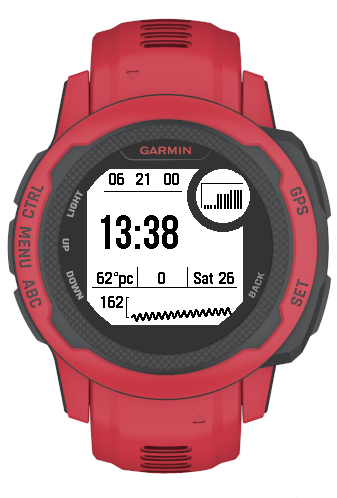 GARMIN
06 21 00
13:38
62°pc 0 Sat 26
162
CTRL
MENU
ABC
LIGHT
UP
DOWN
GPS
SET
BACK